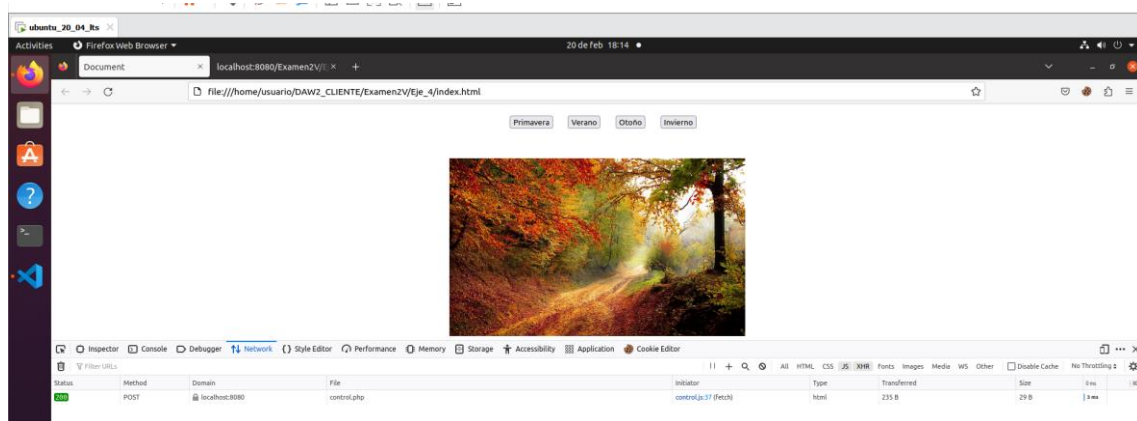 ubuntu_20_04_lts
Activities Firefox Web Browser 20 de feb 18:14
Document localhost:8080/Examen2V/
file:///home/usuario/DAW2_CLIENTE/Examen2V/Eje_4/index.html
Primavera Verano Otoño Invierno
Inspector Console Debugger Network Style Editor Performance Memory Storage Accessibility Application Cookie Editor
Filter URLs All HTML CSS JS XHR Fonts Images Media WS Other Disable Cache No Throttling
Status Method Domain File Initiator Type Transferred Size 0 ms
200 POST localhost:8080 control.php control.js:37 (fetch) html 235 B 29 B 3 ms